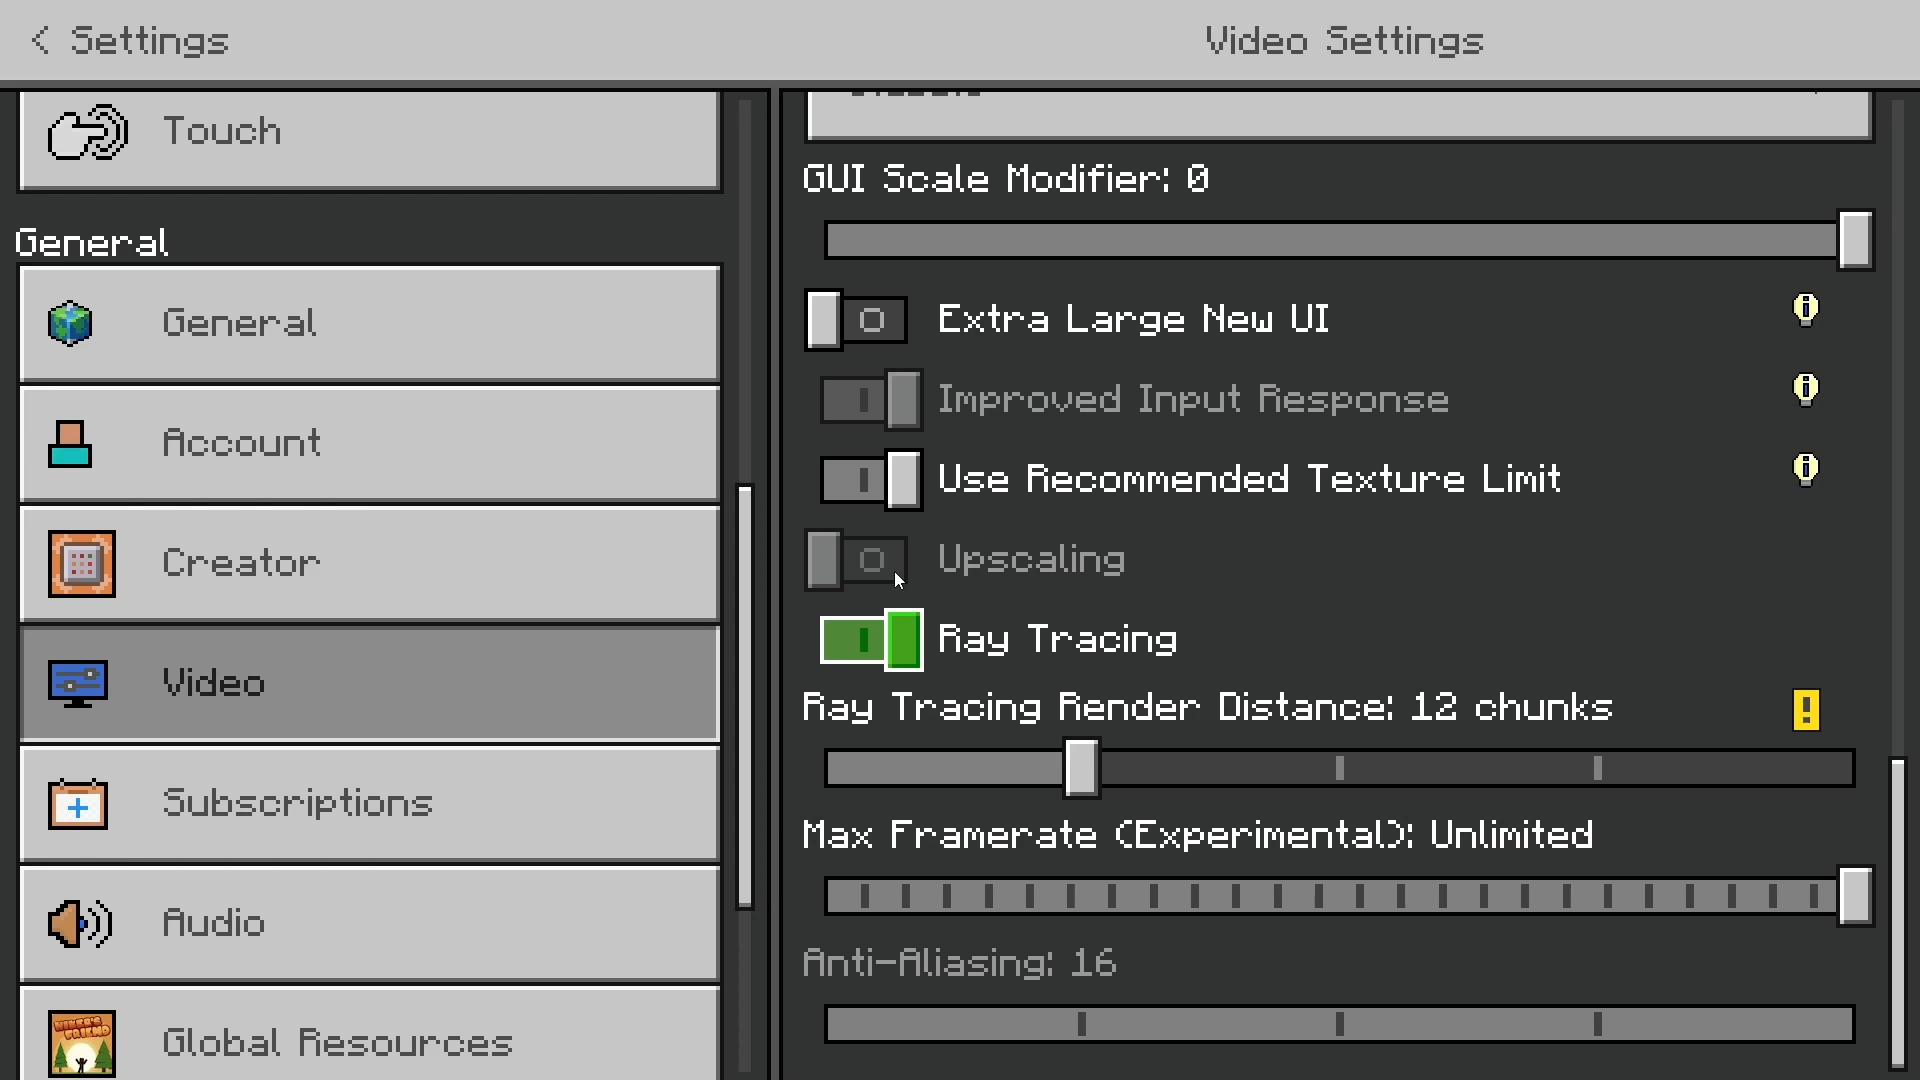 < Settings
Video Settings
Touch
General
General
Account
Creator
Video
Subscriptions
Audio
Global Resources
GUI Scale Modifier: 0
Extra Large New UI
Improved Input Response
Use Recommended Texture Limit
Upscaling
Ray Tracing
Ray Tracing Render Distance: 12 chunks
Max Framerate (Experimental): Unlimited
Anti-Aliasing: 16